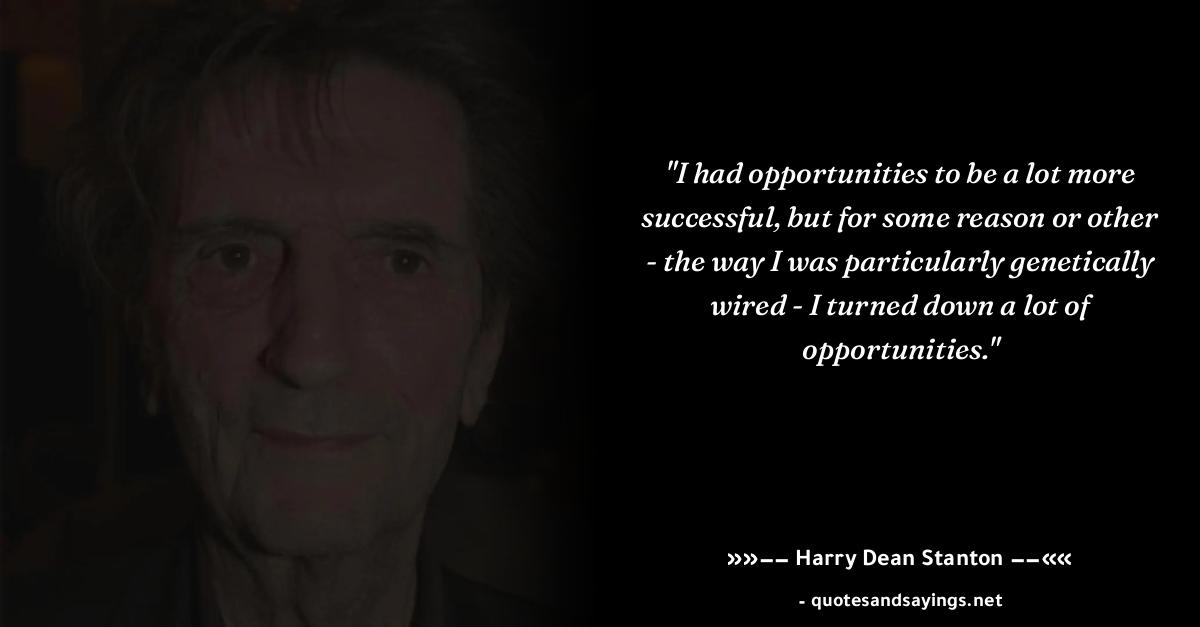 "I had opportunities to be a lot more
successful, but for some reason or other
- the way I was particularly genetically
wired - I turned down a lot of
opportunities."
»»–– Harry Dean Stanton ––««
- quotesandsayings.net